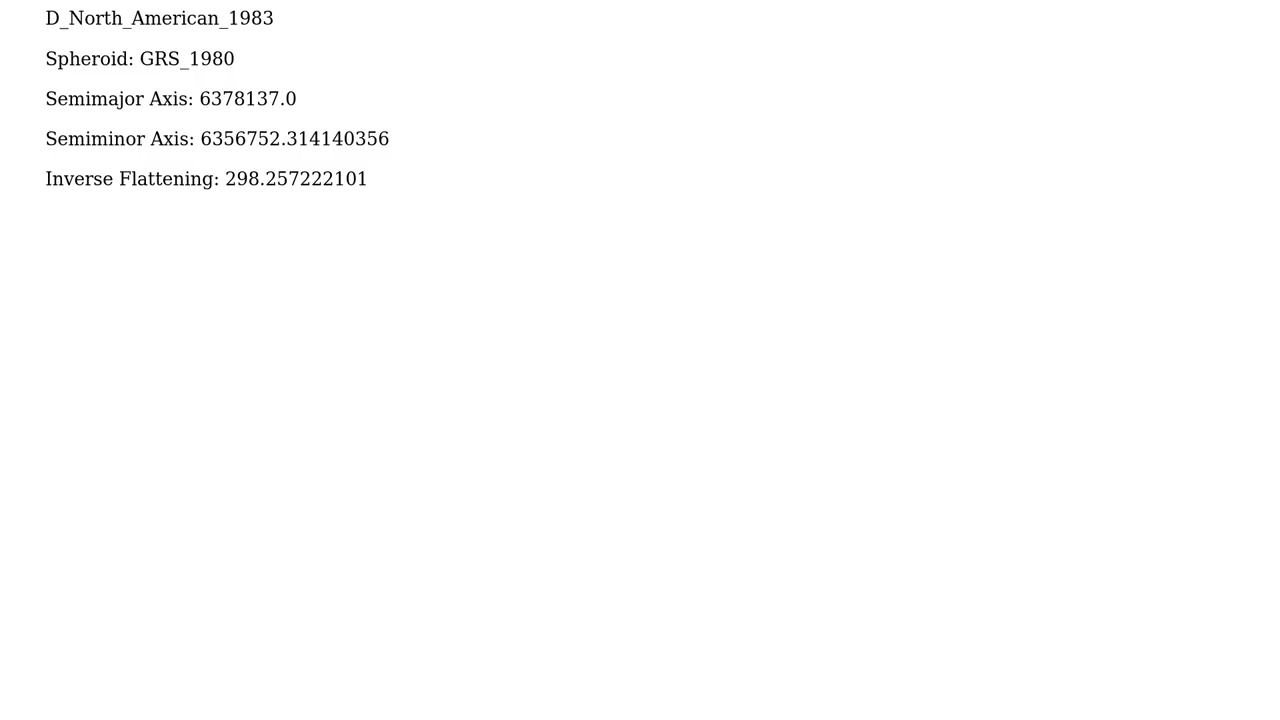 D_North_American_1983
Spheroid: GRS_1980
Semimajor Axis: 6378137.0
Semiminor Axis: 6356752.314140356
Inverse Flattening: 298.257222101